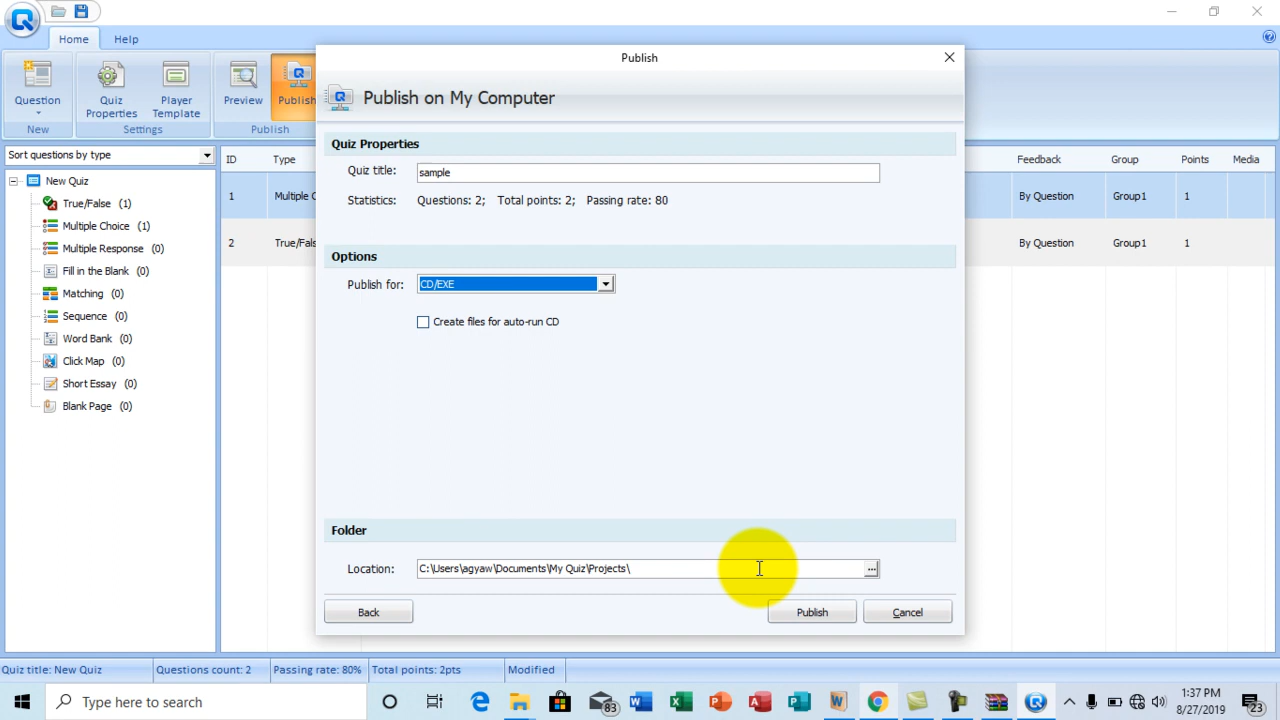 Home
Help
Question
Quiz Properties
Player Template
Preview
Publish
New
Settings
Publish
Sort questions by type
New Quiz
True/False (1)
Multiple Choice (1)
Multiple Response (0)
Fill in the Blank (0)
Matching (0)
Sequence (0)
Word Bank (0)
Click Map (0)
Short Essay (0)
Blank Page (0)
ID Type Feedback Group Points Media
1 Multiple C By Question Group1 1
2 True/Fals By Question Group1 1
Publish
Publish on My Computer
Quiz Properties
Quiz title: sample
Statistics: Questions: 2; Total points: 2; Passing rate: 80
Options
Publish for: CD/EXE
Create files for auto-run CD
Folder
Location: C:\Users\agyaw\Documents\My Quiz\Projects\
...
Back
Publish
Cancel
Quiz title: New Quiz Questions count: 2 Passing rate: 80% Total points: 2pts Modified
Type here to search
83
1:37 PM
8/27/2019
23